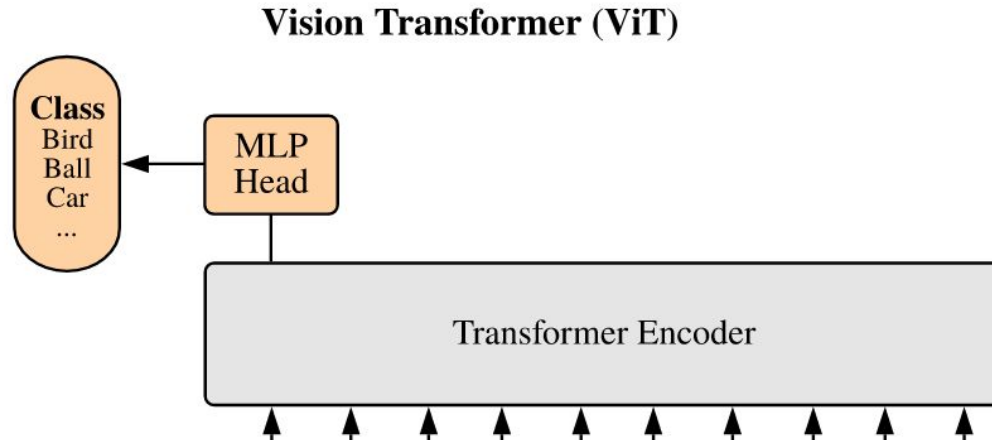 Vision Transformer (ViT)
Class
Bird
Ball
Car
...
MLP
Head
Transformer Encoder